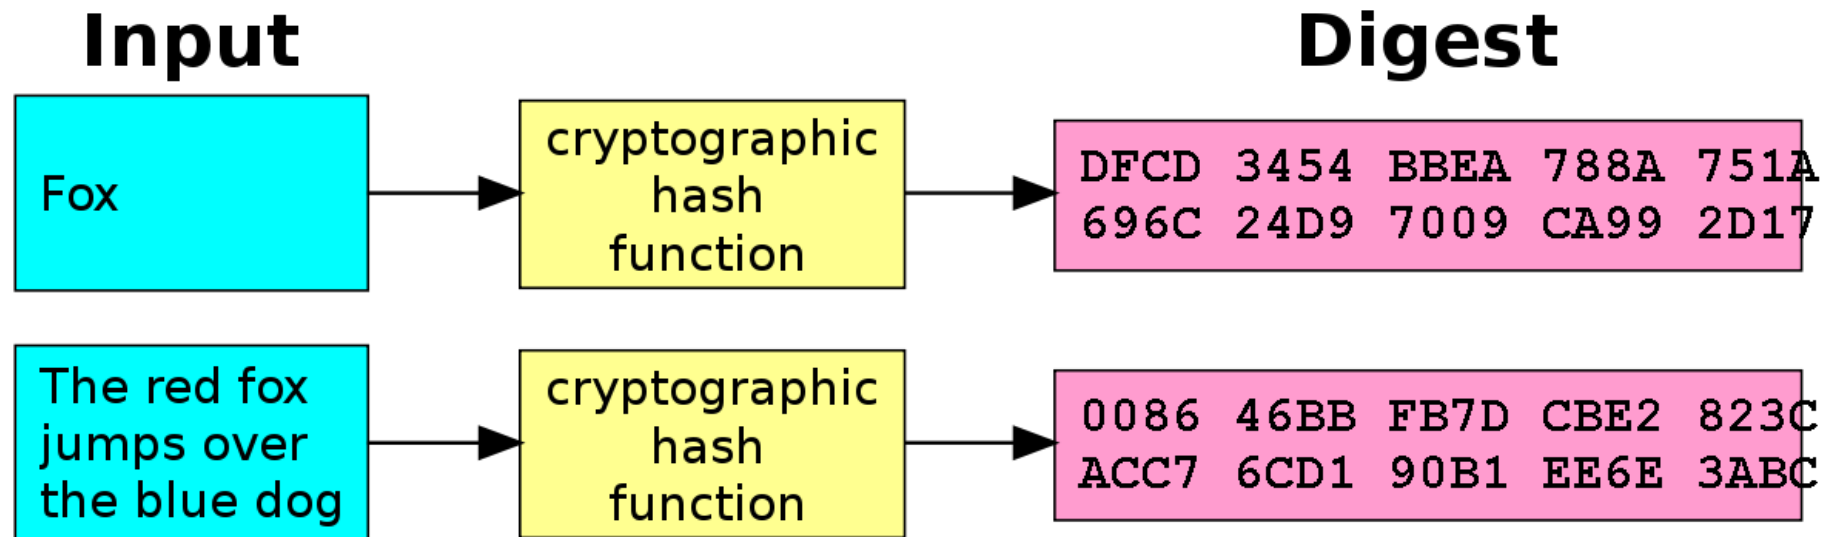 Input
Digest
Fox
cryptographic
hash
function
DFCD 3454 BBEA 788A 751A
696C 24D9 7009 CA99 2D17
The red fox
jumps over
the blue dog
cryptographic
hash
function
0086 46BB FB7D CBE2 823C
ACC7 6CD1 90B1 EE6E 3ABC